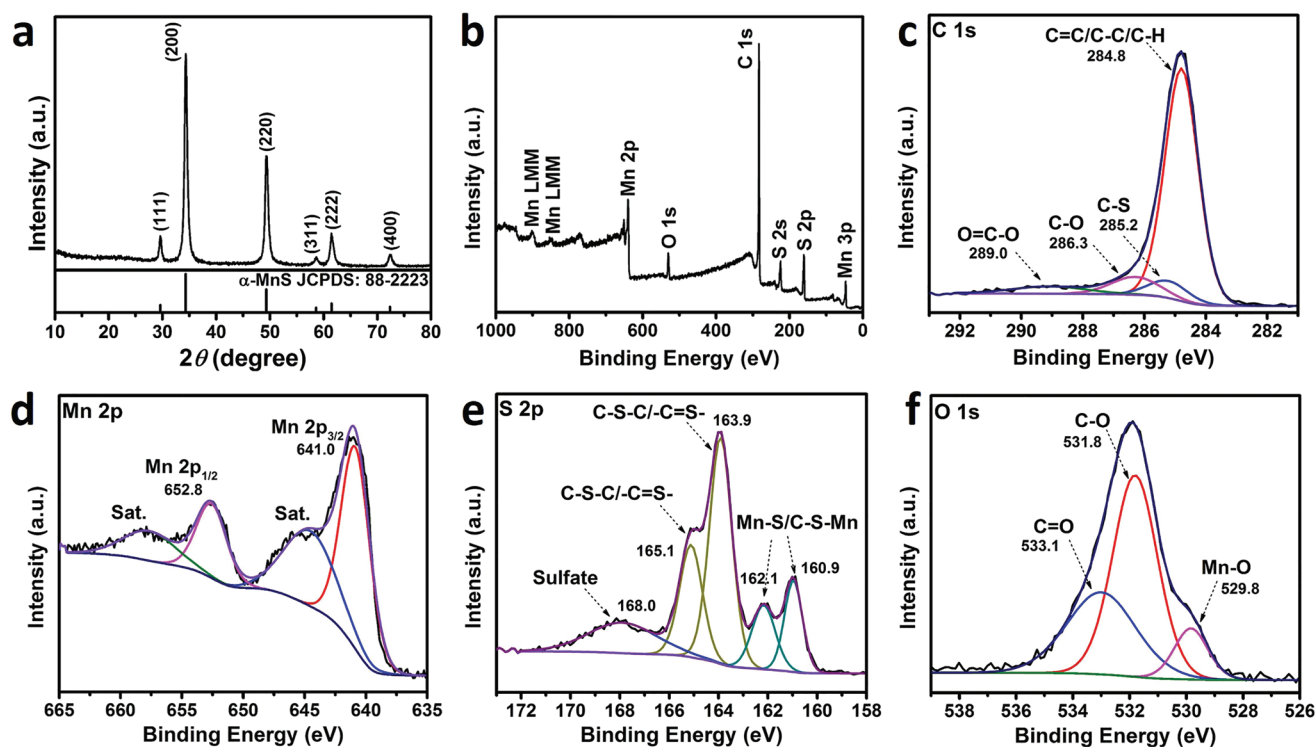 a
Intensity (a.u.)
(111)
(200)
(220)
(311)
(222)
(400)
α-MnS JCPDS: 88-2223
10 20 30 40 50 60 70 80
2θ (degree)
b
Intensity (a.u.)
Mn LMM
Mn LMM
Mn 2p
O 1s
C 1s
S 2s
S 2p
Mn 3p
1000 800 600 400 200 0
Binding Energy (eV)
c
C 1s
Intensity (a.u.)
C=C/C-C/C-H
284.8
C-S
285.2
C-O
286.3
O=C-O
289.0
292 290 288 286 284 282
Binding Energy (eV)
d
Mn 2p
Intensity (a.u.)
Mn 2p3/2
641.0
Mn 2p1/2
652.8
Sat.
Sat.
665 660 655 650 645 640 635
Binding Energy (eV)
e
S 2p
Intensity (a.u.)
C-S-C/-C=S-
163.9
C-S-C/-C=S-
165.1
Mn-S/C-S-Mn
162.1
160.9
Sulfate
168.0
172 170 168 166 164 162 160 158
Binding Energy (eV)
f
O 1s
Intensity (a.u.)
C-O
531.8
C=O
533.1
Mn-O
529.8
538 536 534 532 530 528 526
Binding Energy (eV)